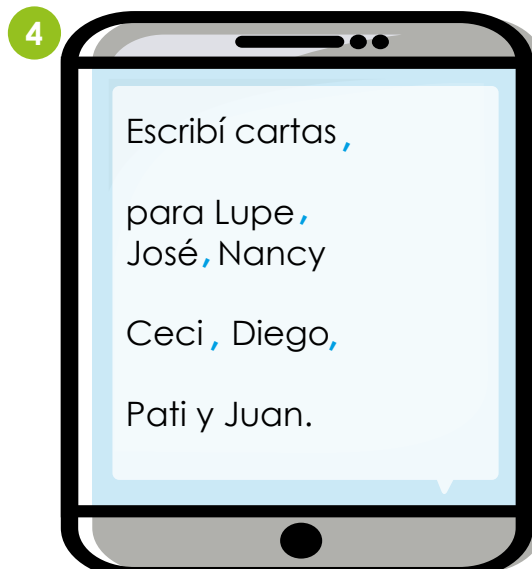 4
Escribí cartas,
para Lupe,
José, Nancy
Ceci, Diego,
Pati y Juan.